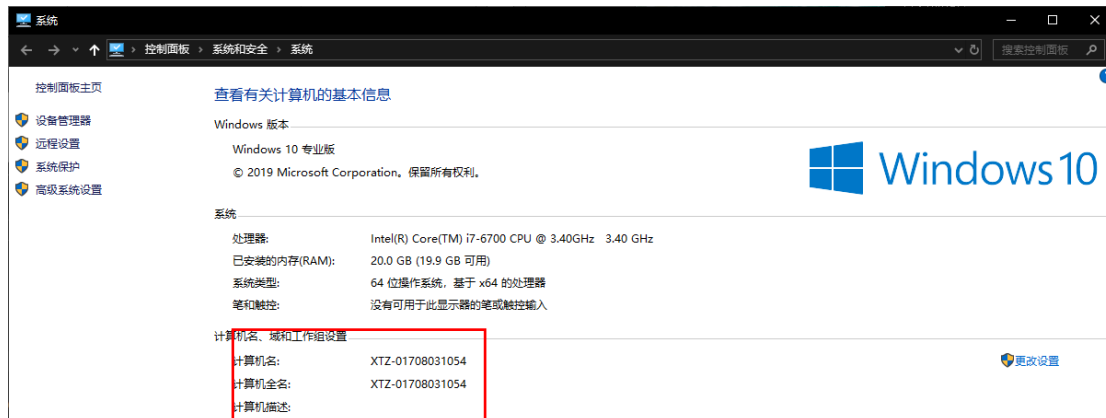 系统
控制面板 › 系统和安全 › 系统
搜索控制面板
控制面板主页
设备管理器
远程设置
系统保护
高级系统设置
查看有关计算机的基本信息
Windows 版本
Windows 10 专业版
© 2019 Microsoft Corporation。保留所有权利。
Windows 10
系统
处理器: Intel(R) Core(TM) i7-6700 CPU @ 3.40GHz 3.40 GHz
已安装的内存(RAM): 20.0 GB (19.9 GB 可用)
系统类型: 64 位操作系统, 基于 x64 的处理器
笔和触控: 没有可用于此显示器的笔或触控输入
计算机名、域和工作组设置
计算机名: XTZ-01708031054 更改设置
计算机全名: XTZ-01708031054
计算机描述: